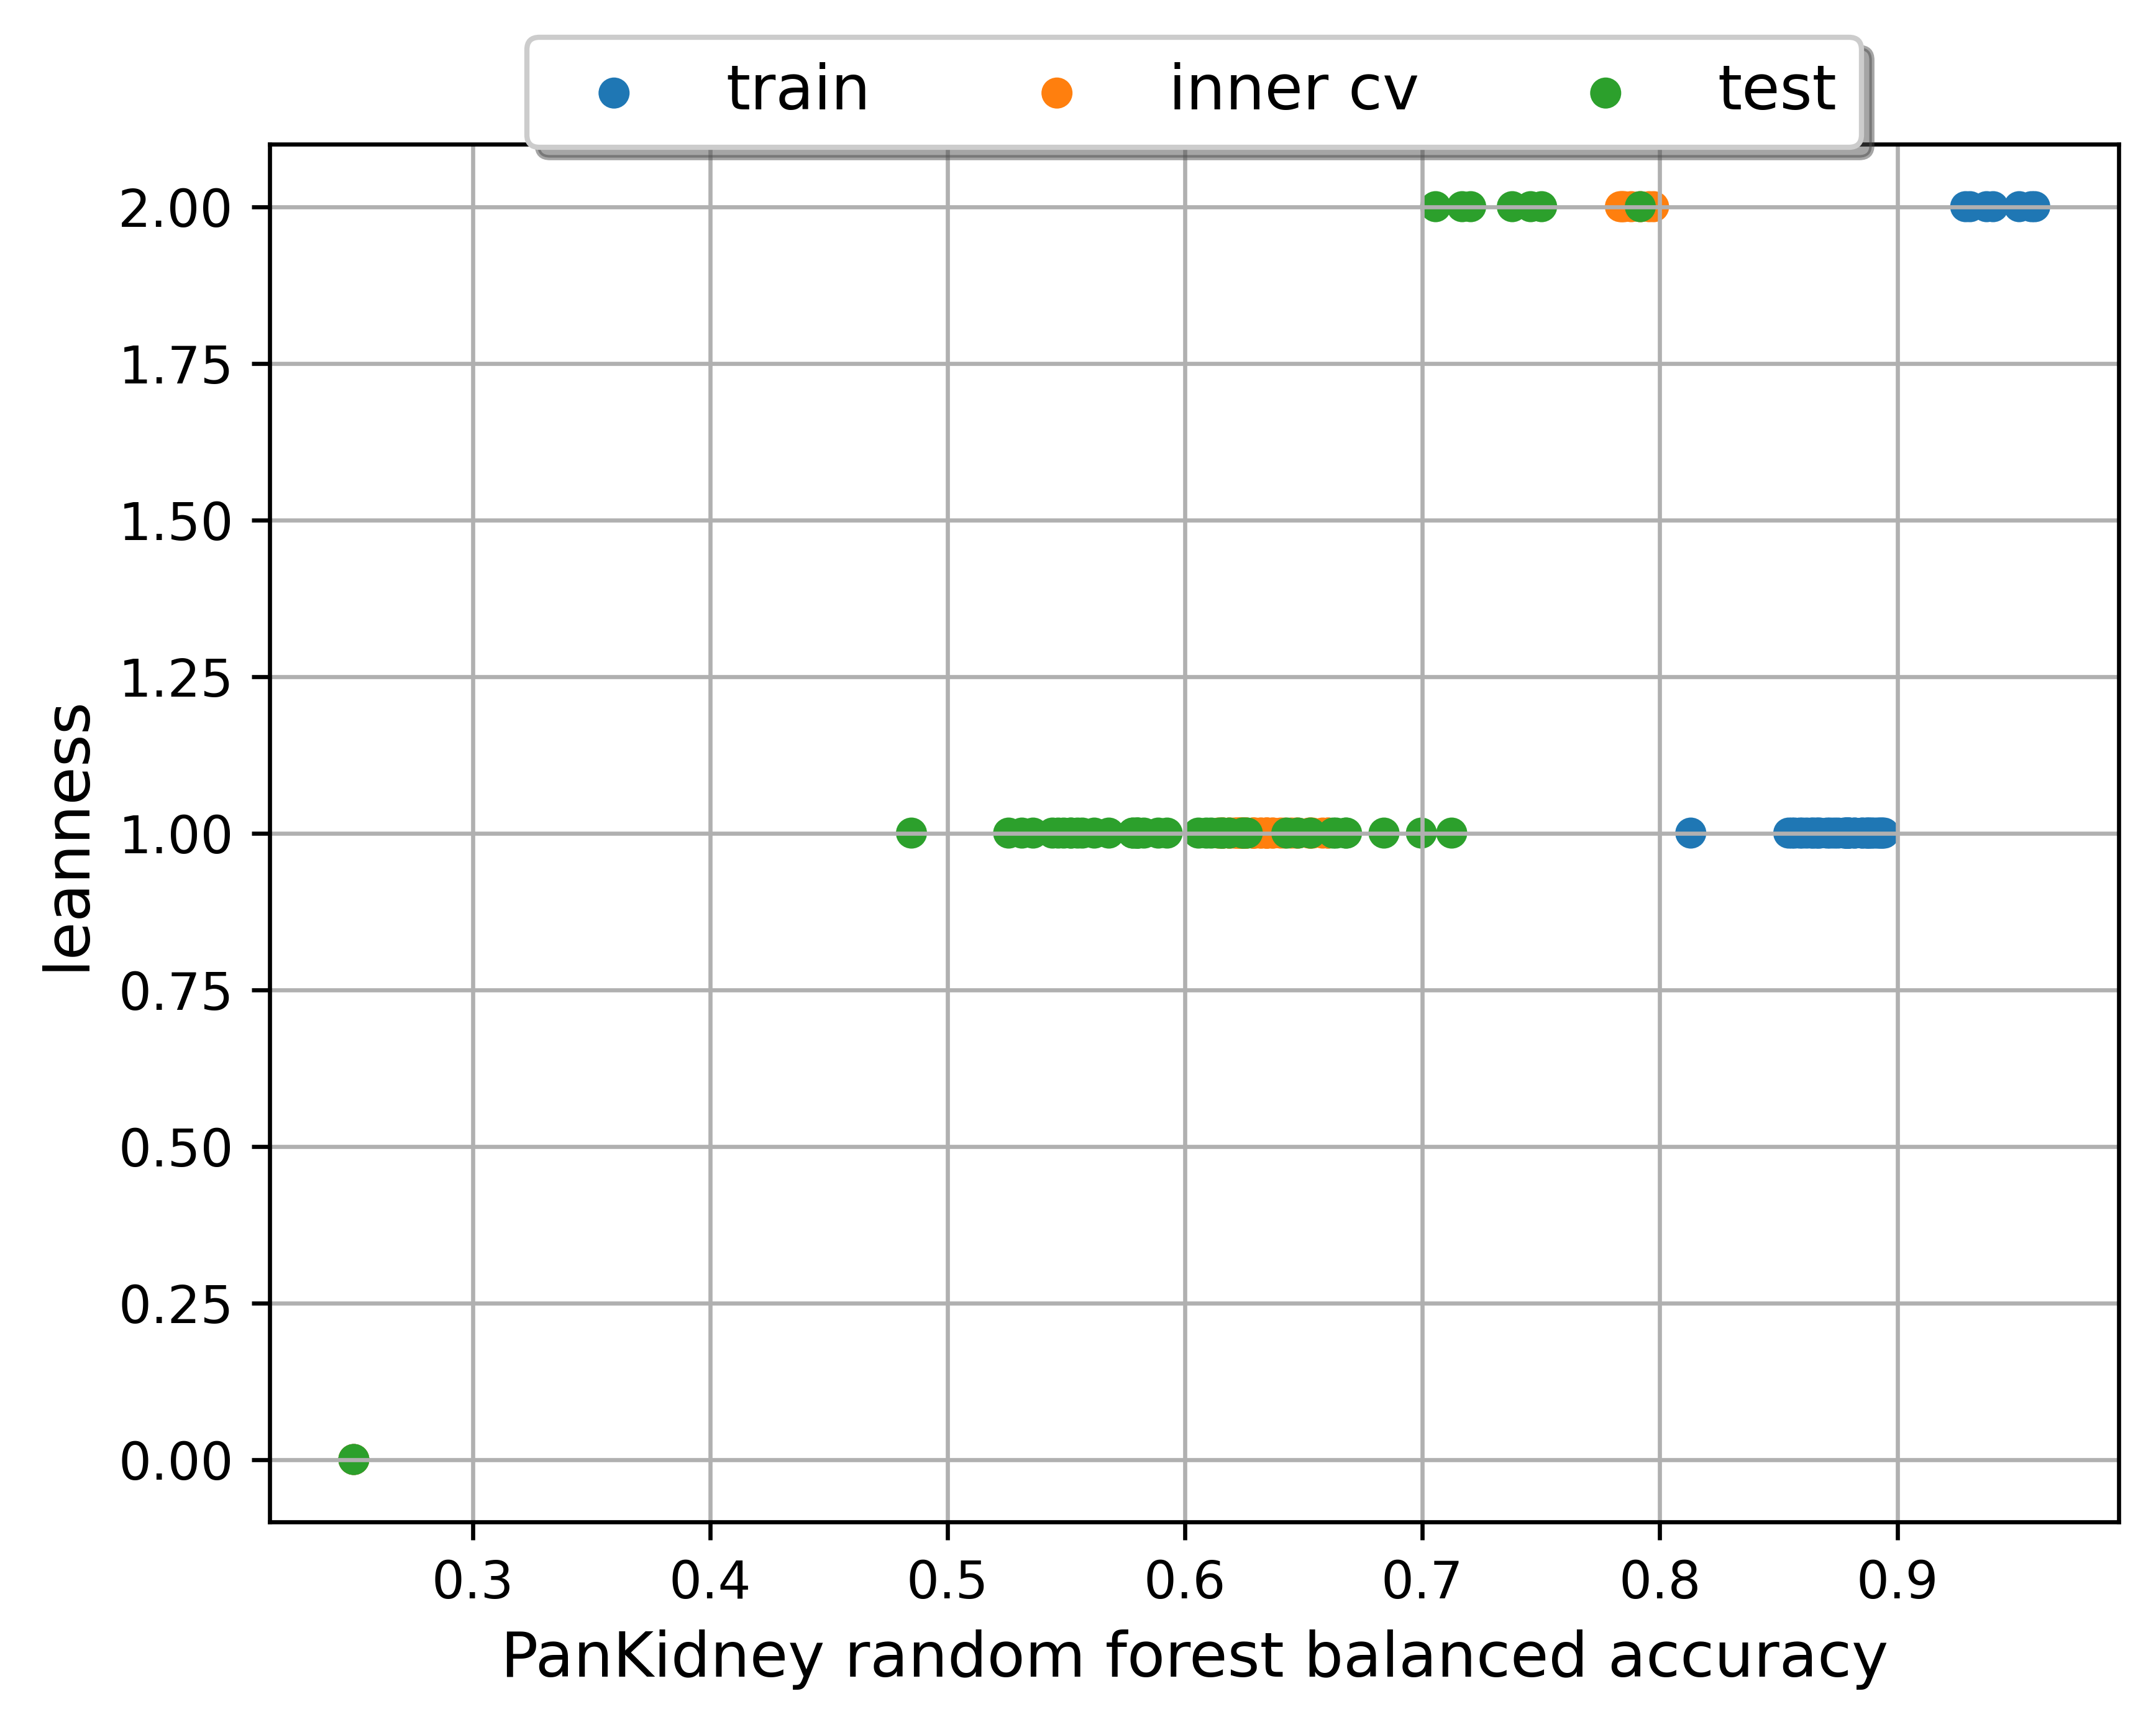 train inner cv test
2.00
1.75
1.50
1.25
1.00
0.75
0.50
0.25
0.00
leanness
0.3 0.4 0.5 0.6 0.7 0.8 0.9
PanKidney random forest balanced accuracy